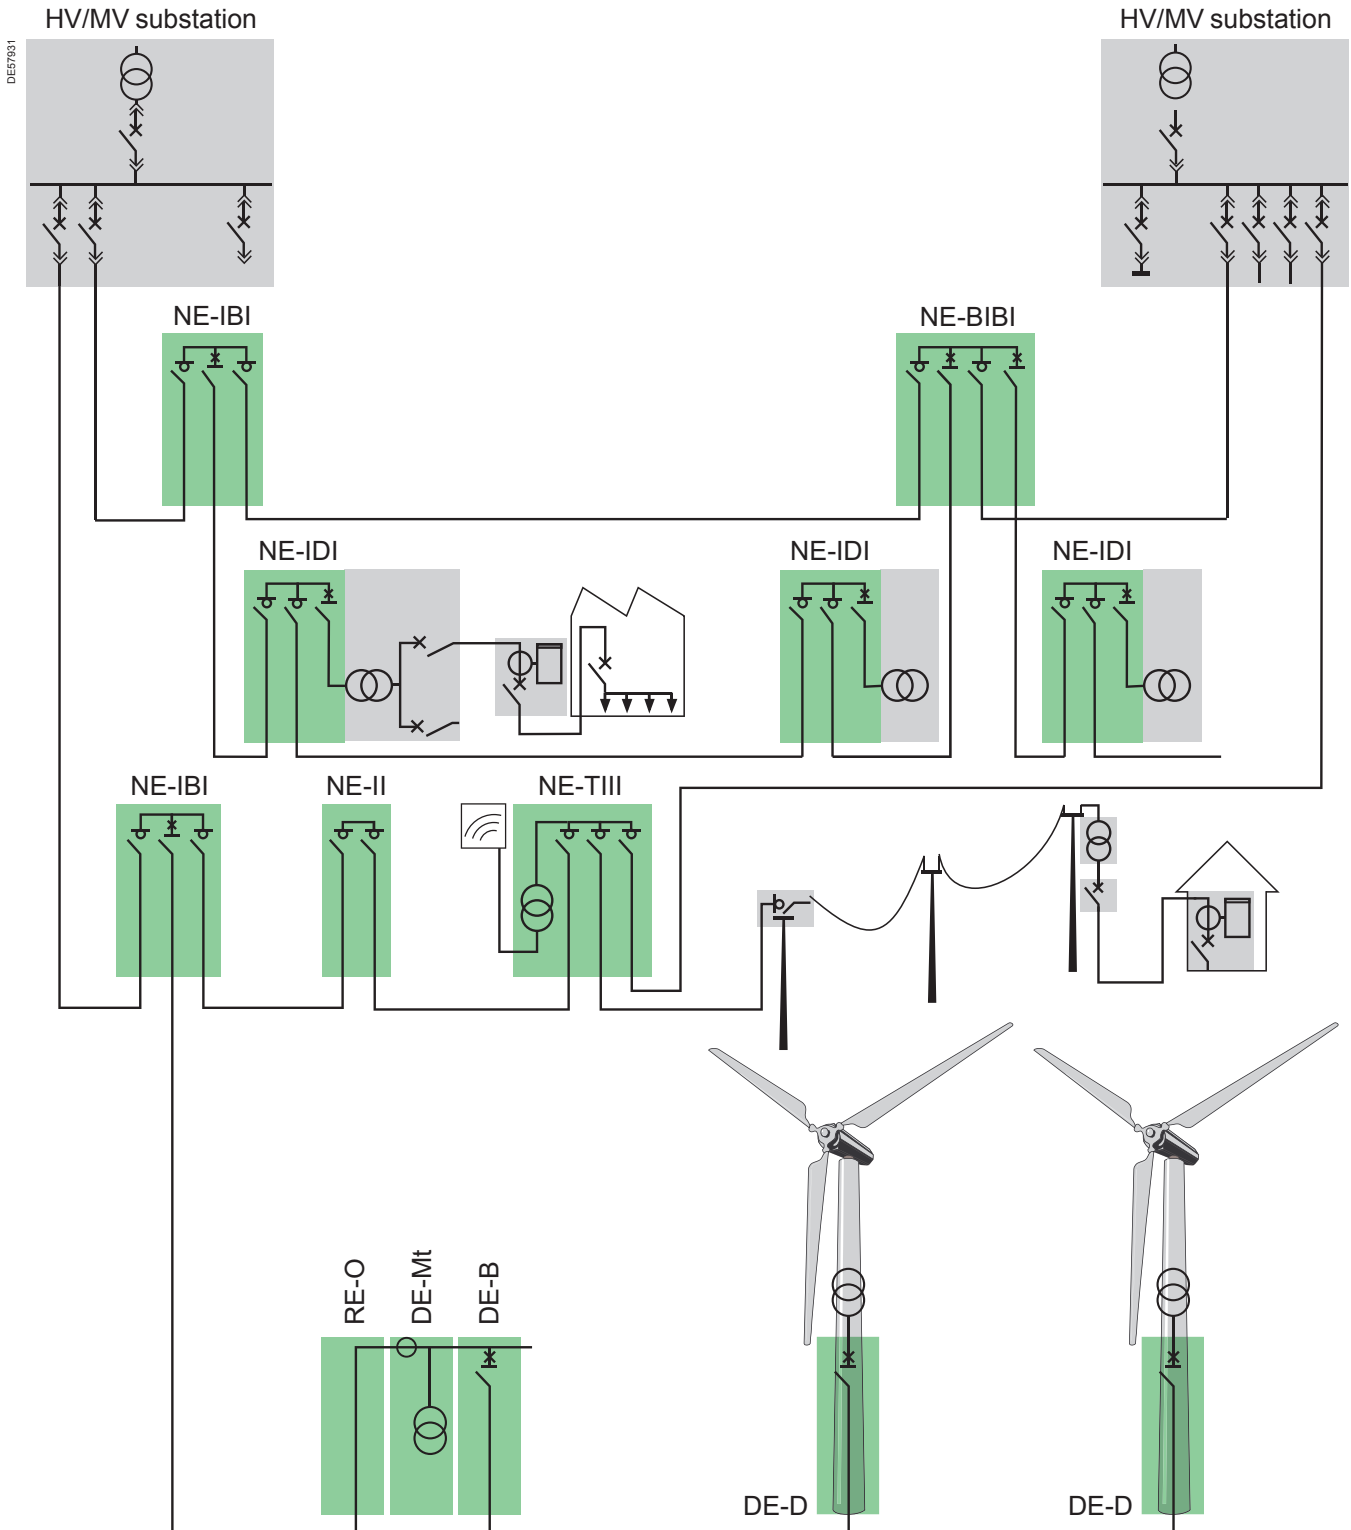 HV/MV substation
HV/MV substation
DE57931
NE-IBI
NE-BIBI
NE-IDI
NE-IDI
NE-IDI
NE-IBI
NE-II
NE-TIII
RE-O
DE-Mt
DE-B
DE-D
DE-D